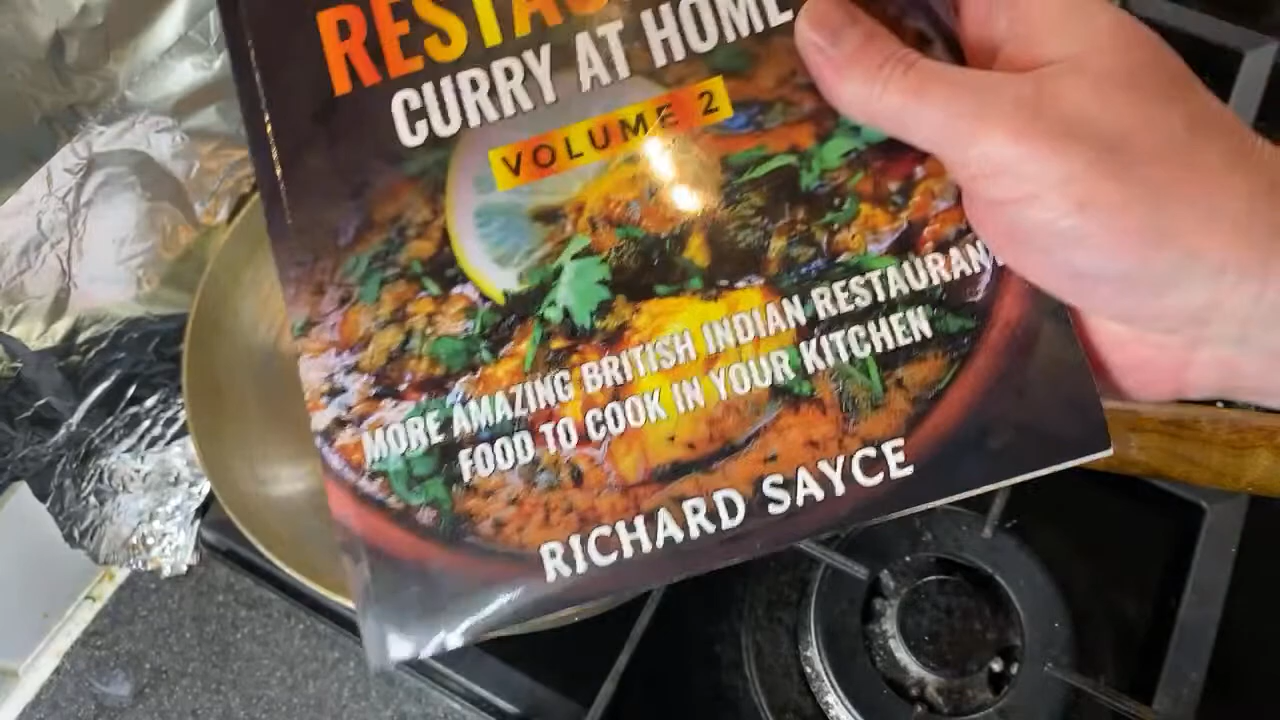 CURRY AT HOME
VOLUME 2
MORE AMAZING BRITISH INDIAN RESTAURANT
FOOD TO COOK IN YOUR KITCHEN
RICHARD SAYCE